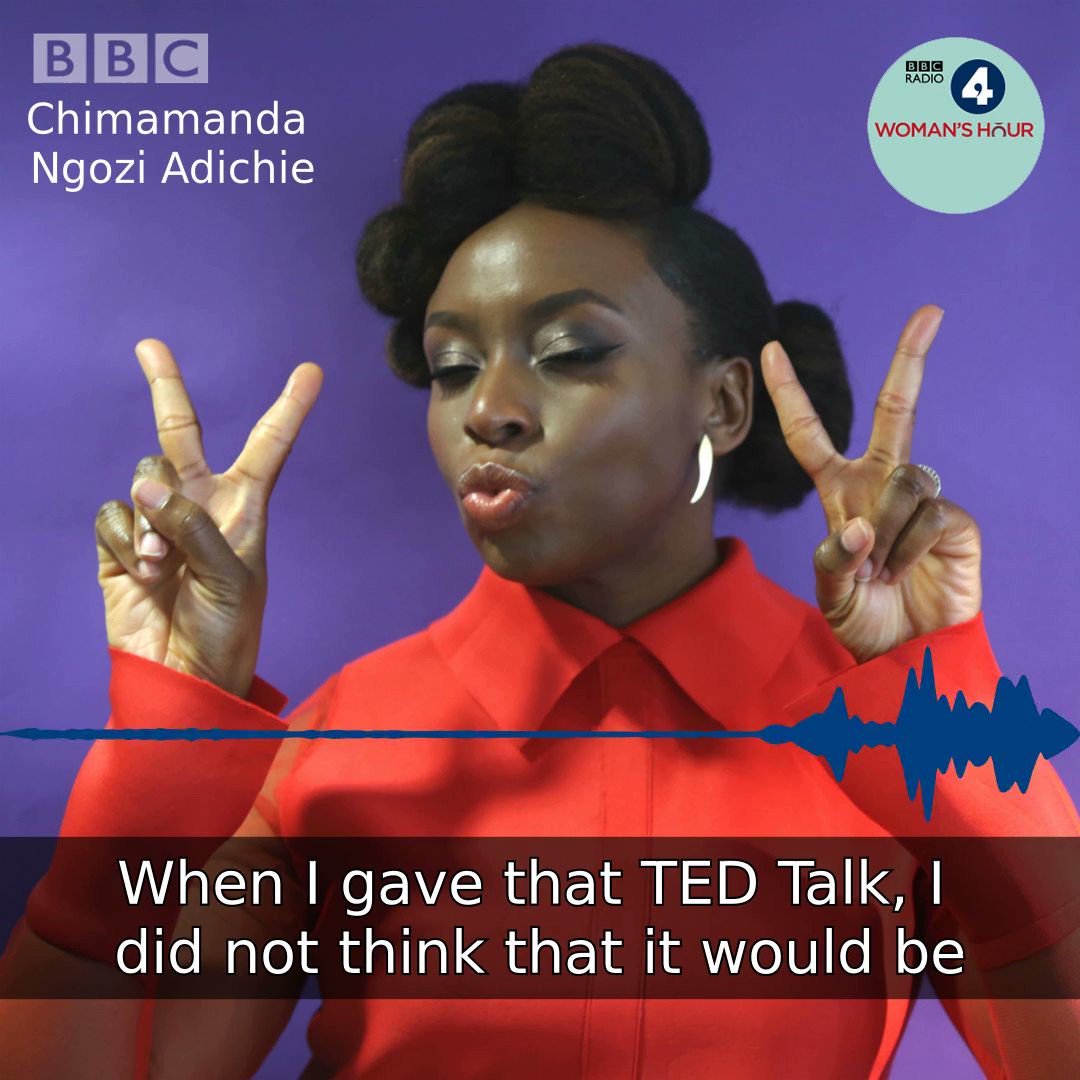 BBC
Chimamanda
Ngozi Adichie
BBC
RADIO
4
WOMAN'S HOUR
When I gave that TED Talk, I
did not think that it would be